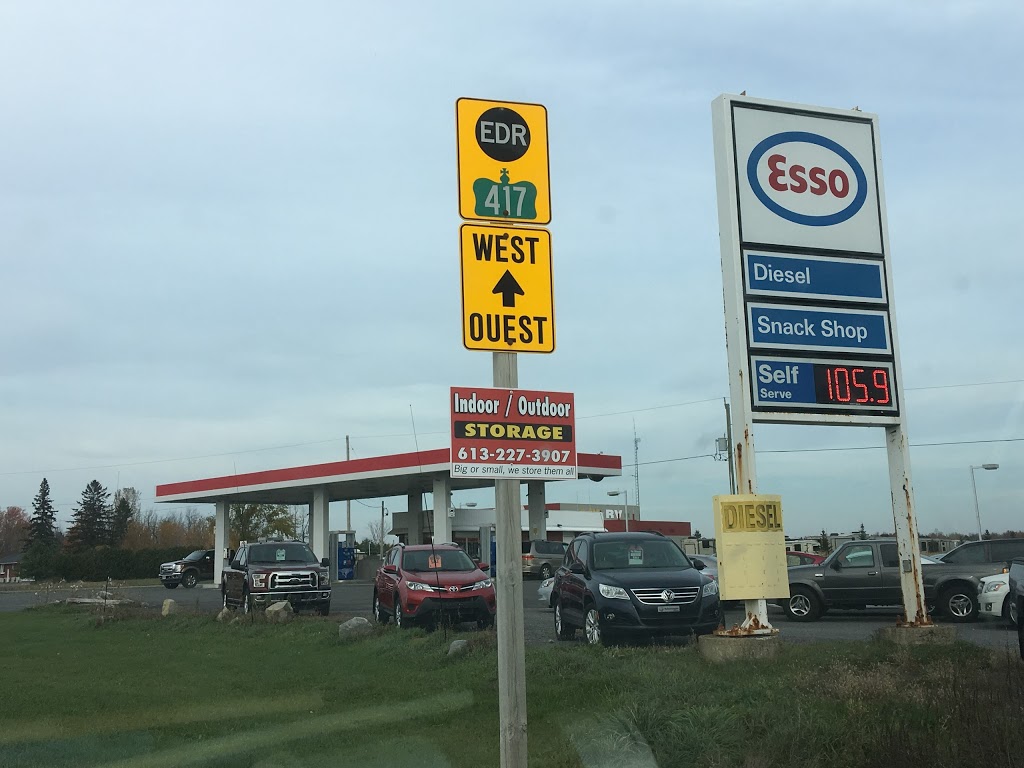 EDR
417
WEST
OUEST
Indoor / Outdoor
STORAGE
613-227-3907
Big or small, we store them all
Esso
Diesel
Snack Shop
Self
Serve
105.9
DIESEL